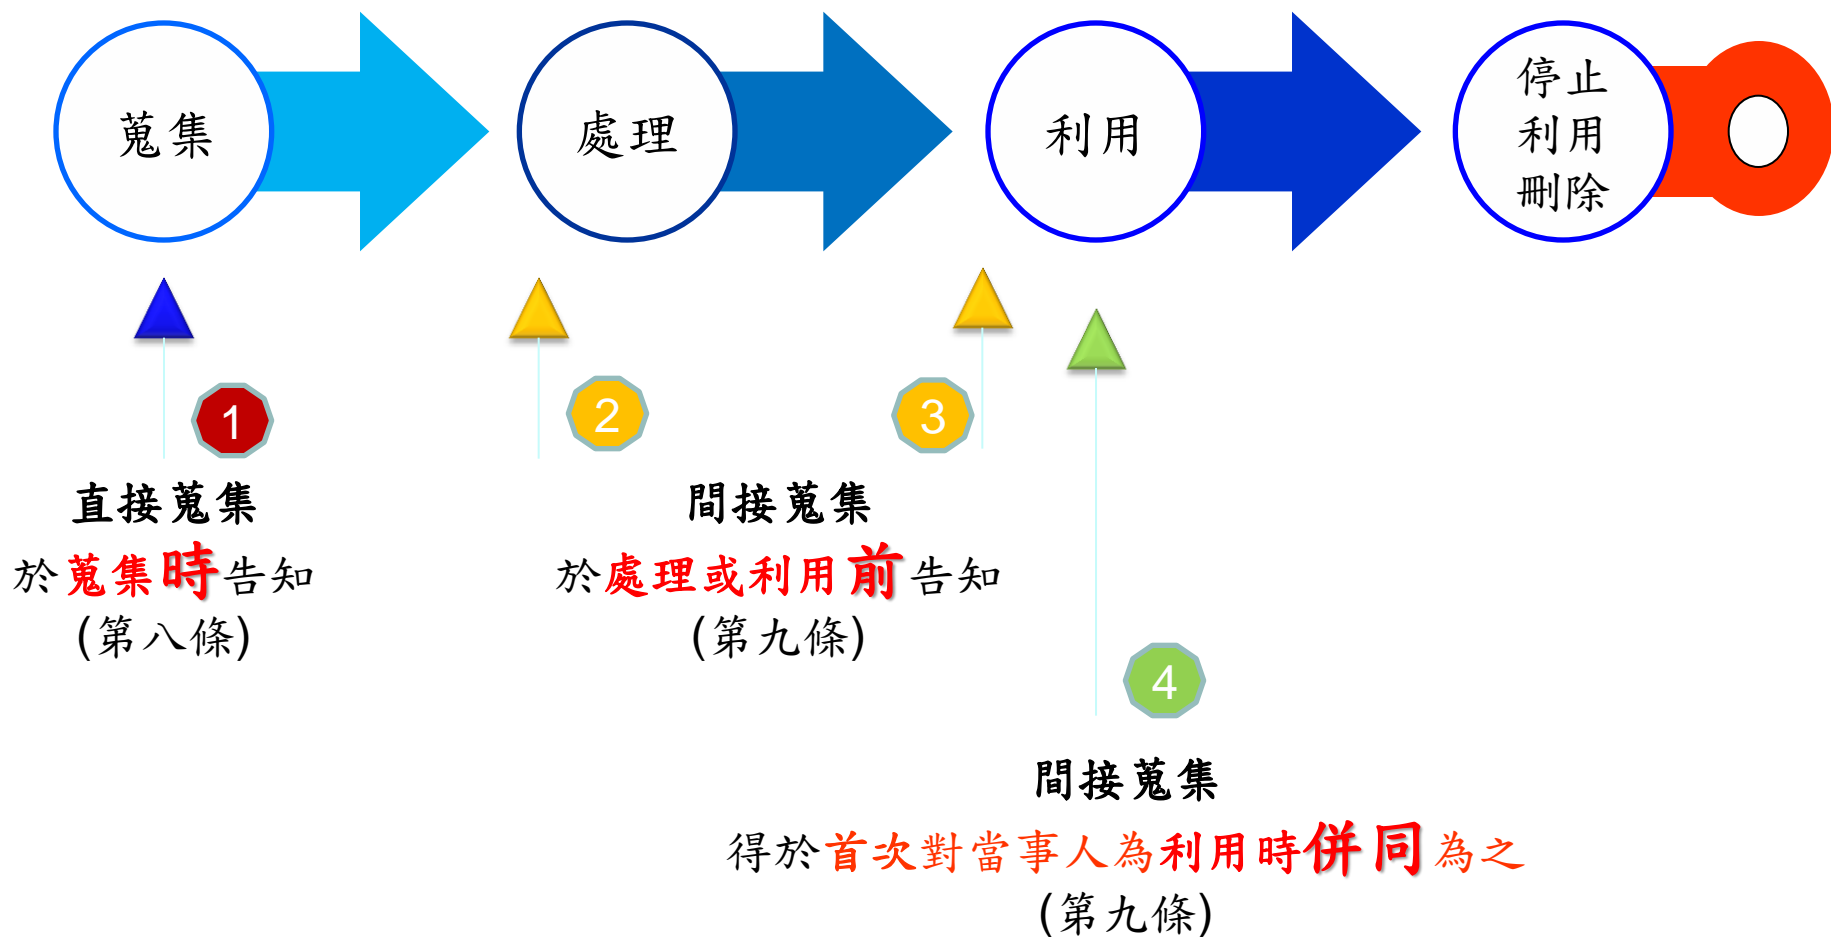 蒐集
處理
利用
停止
利用
刪除
1
直接蒐集
於蒐集時告知
(第八條)
2
3
間接蒐集
於處理或利用前告知
(第九條)
4
間接蒐集
得於首次對當事人為利用時併同為之
(第九條)